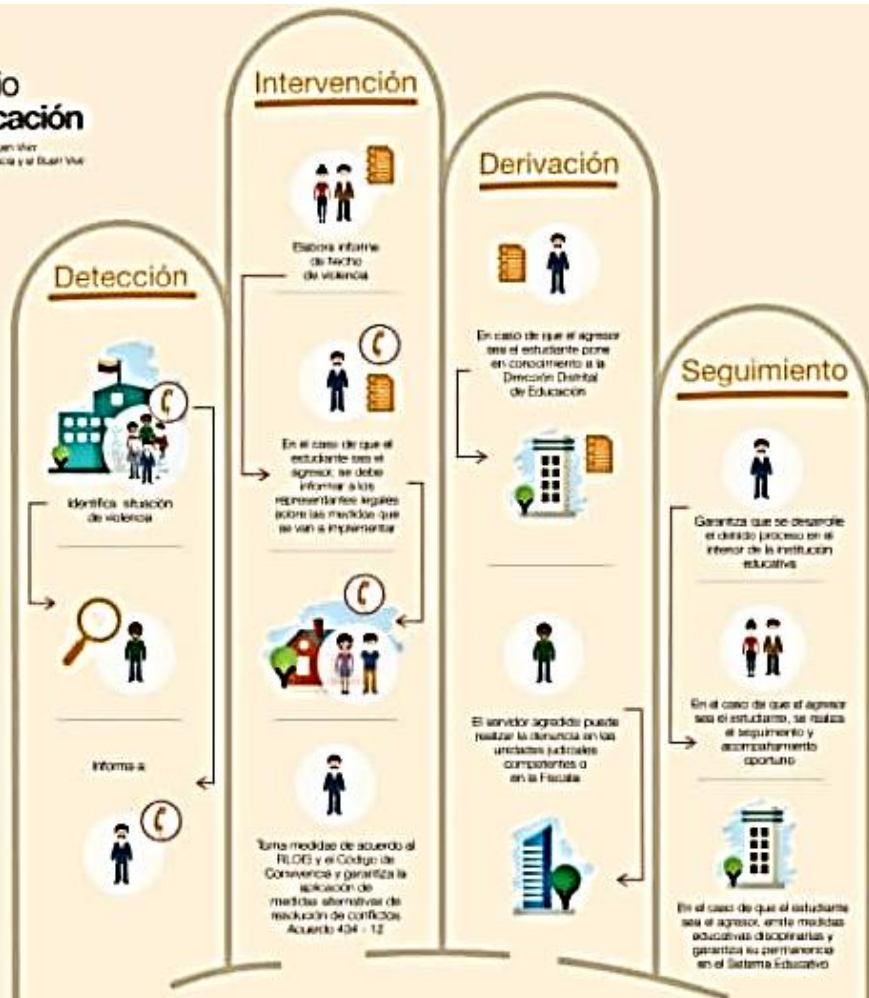 io
cación
Detección
Identifica situación
de violencia
Informa a
Intervención
Elabora informe
de hecho
de violencia
En el caso de que el
estudiante sea el
agresor, se debe
informar a los
representantes legales
sobre las medidas que
se van a implementar
Toma medidas de acuerdo al
RLOEI y el Código de
Convivencia y garantiza la
aplicación de
medidas alternativas de
resolución de conflictos
Acuerdo 434 - 12
Derivación
En caso de que el agresor
sea el estudiante pone
en conocimiento a la
Dirección Distrital
de Educación
El servidor agredido puede
realizar la denuncia en las
unidades judiciales
competentes o
en la Fiscalía
Seguimiento
Garantiza que se desarrolle
el debido proceso en el
interior de la institución
educativa
En el caso de que el agresor
sea el estudiante, se realiza
el seguimiento y
acompañamiento
oportuno
En el caso de que el estudiante
sea el agresor, emite medidas
educativas disciplinarias y
garantiza su permanencia
en el Sistema Educativo